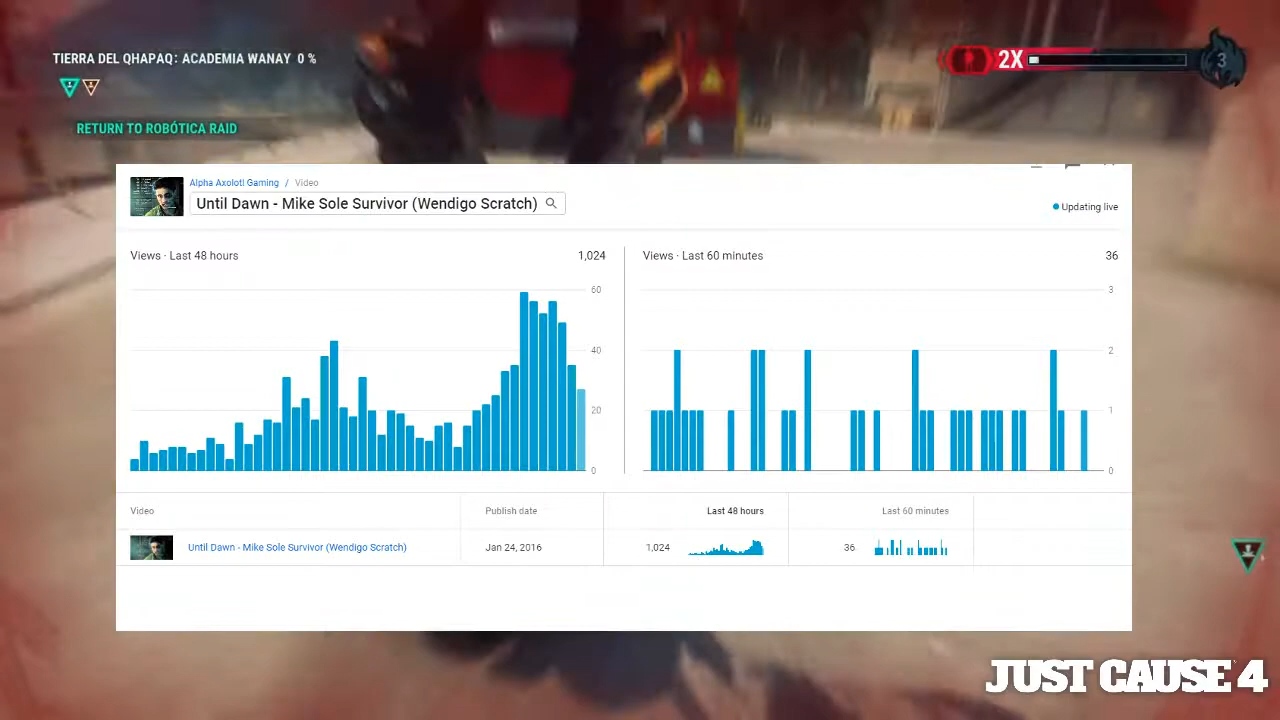 TIERRA DEL QHAPAQ: ACADEMIA WANAY 0 %
2X
3
RETURN TO ROBÓTICA RAID
Alpha Axolotl Gaming / Video
Until Dawn - Mike Sole Survivor (Wendigo Scratch)
Updating live
Views · Last 48 hours 1,024
Views · Last 60 minutes 36
60
40
20
0
3
2
1
0
Video Publish date Last 48 hours Last 60 minutes
Until Dawn - Mike Sole Survivor (Wendigo Scratch) Jan 24, 2016 1,024 36
JUST CAUSE 4